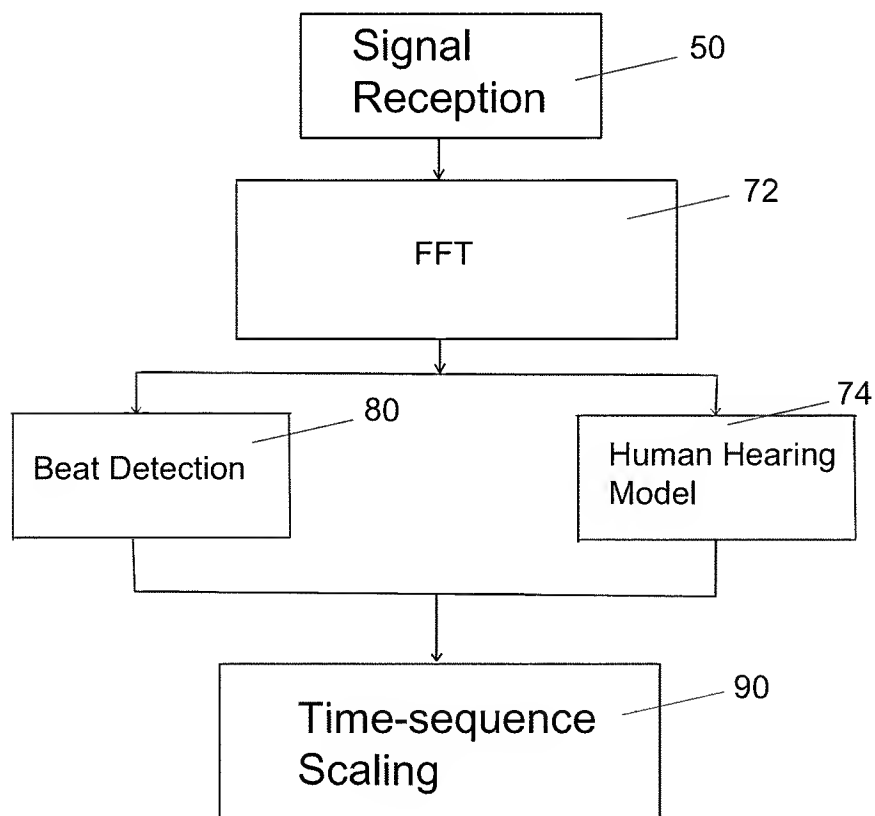 Signal
Reception
50
FFT
72
Beat Detection
80
Human Hearing
Model
74
Time-sequence
Scaling
90